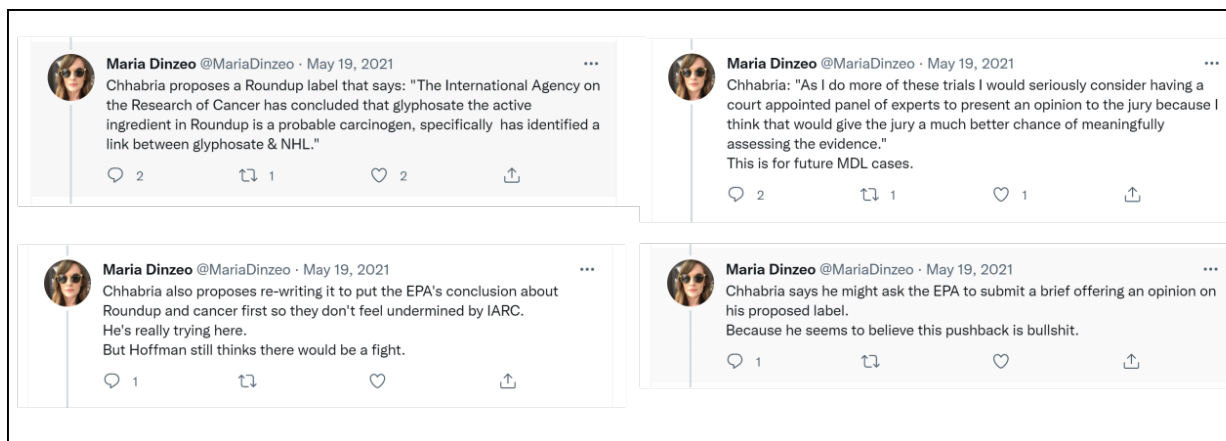 Maria Dinzeo @MariaDinzeo · May 19, 2021
Chhabria proposes a Roundup label that says: "The International Agency on
the Research of Cancer has concluded that glyphosate the active
ingredient in Roundup is a probable carcinogen, specifically has identified a
link between glyphosate & NHL."
2 1 2
Maria Dinzeo @MariaDinzeo · May 19, 2021
Chhabria: "As I do more of these trials I would seriously consider having a
court appointed panel of experts to present an opinion to the jury because I
think that would give the jury a much better chance of meaningfully
assessing the evidence."
This is for future MDL cases.
2 1 1
Maria Dinzeo @MariaDinzeo · May 19, 2021
Chhabria also proposes re-writing it to put the EPA's conclusion about
Roundup and cancer first so they don't feel undermined by IARC.
He's really trying here.
But Hoffman still thinks there would be a fight.
1
Maria Dinzeo @MariaDinzeo · May 19, 2021
Chhabria says he might ask the EPA to submit a brief offering an opinion on
his proposed label.
Because he seems to believe this pushback is bullshit.
1